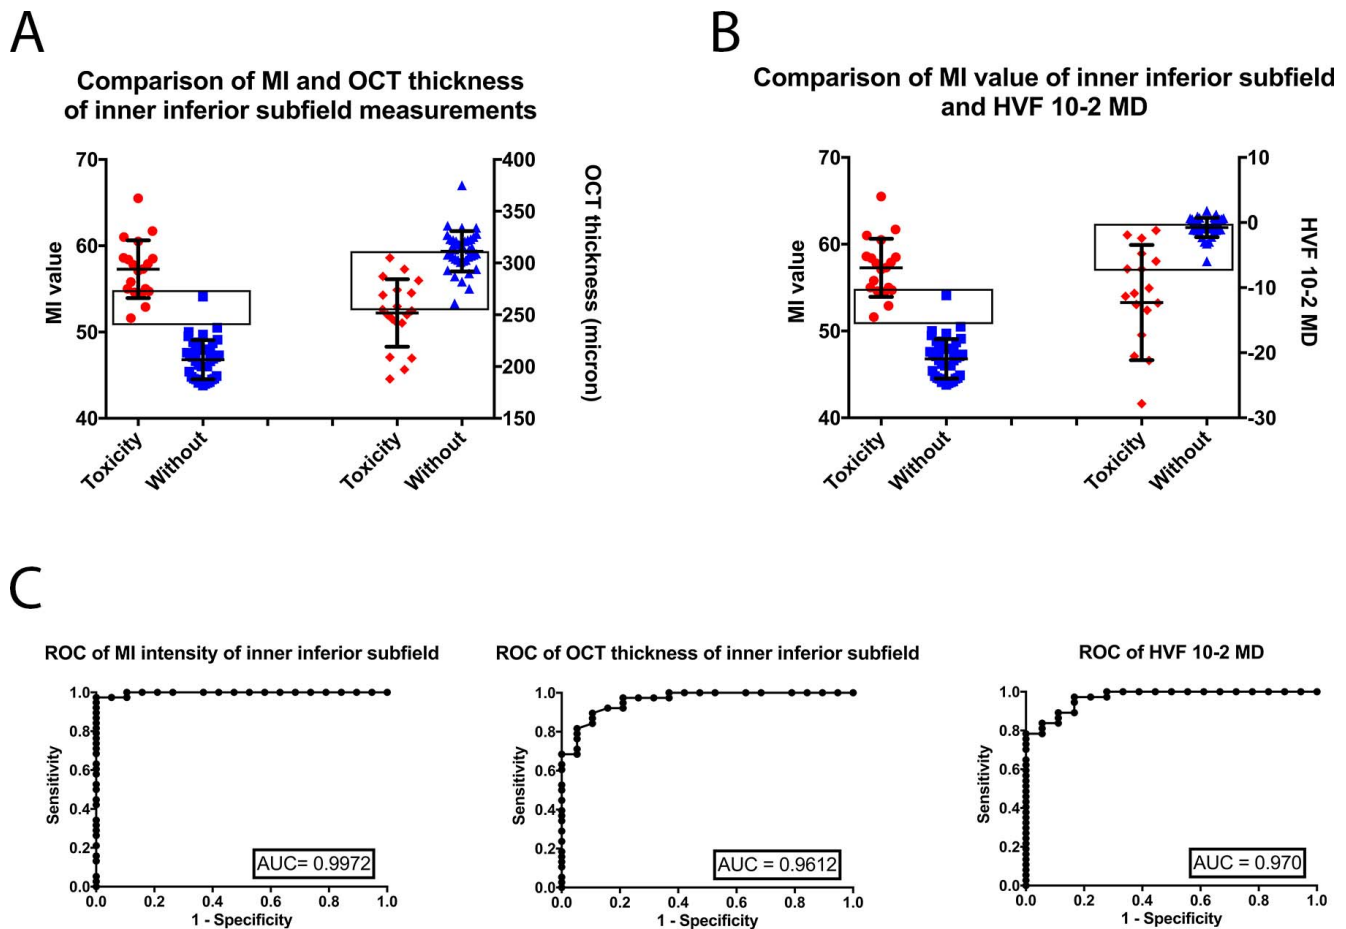 A
Comparison of MI and OCT thickness
of inner inferior subfield measurements
70
60
50
40
MI value
400
350
300
250
200
150
OCT thickness (micron)
Toxicity
Without
Toxicity
Without
B
Comparison of MI value of inner inferior subfield
and HVF 10-2 MD
70
60
50
40
MI value
10
0
-10
-20
-30
HVF 10-2 MD
Toxicity
Without
Toxicity
Without
C
ROC of MI intensity of inner inferior subfield
1.0
0.8
0.6
0.4
0.2
0.0
Sensitivity
AUC= 0.9972
0.0 0.2 0.4 0.6 0.8 1.0
1 - Specificity
ROC of OCT thickness of inner inferior subfield
1.0
0.8
0.6
0.4
0.2
0.0
Sensitivity
AUC = 0.9612
0.0 0.2 0.4 0.6 0.8 1.0
1 - Specificity
ROC of HVF 10-2 MD
1.0
0.8
0.6
0.4
0.2
0.0
Sensitivity
AUC = 0.970
0.0 0.2 0.4 0.6 0.8 1.0
1 - Specificity